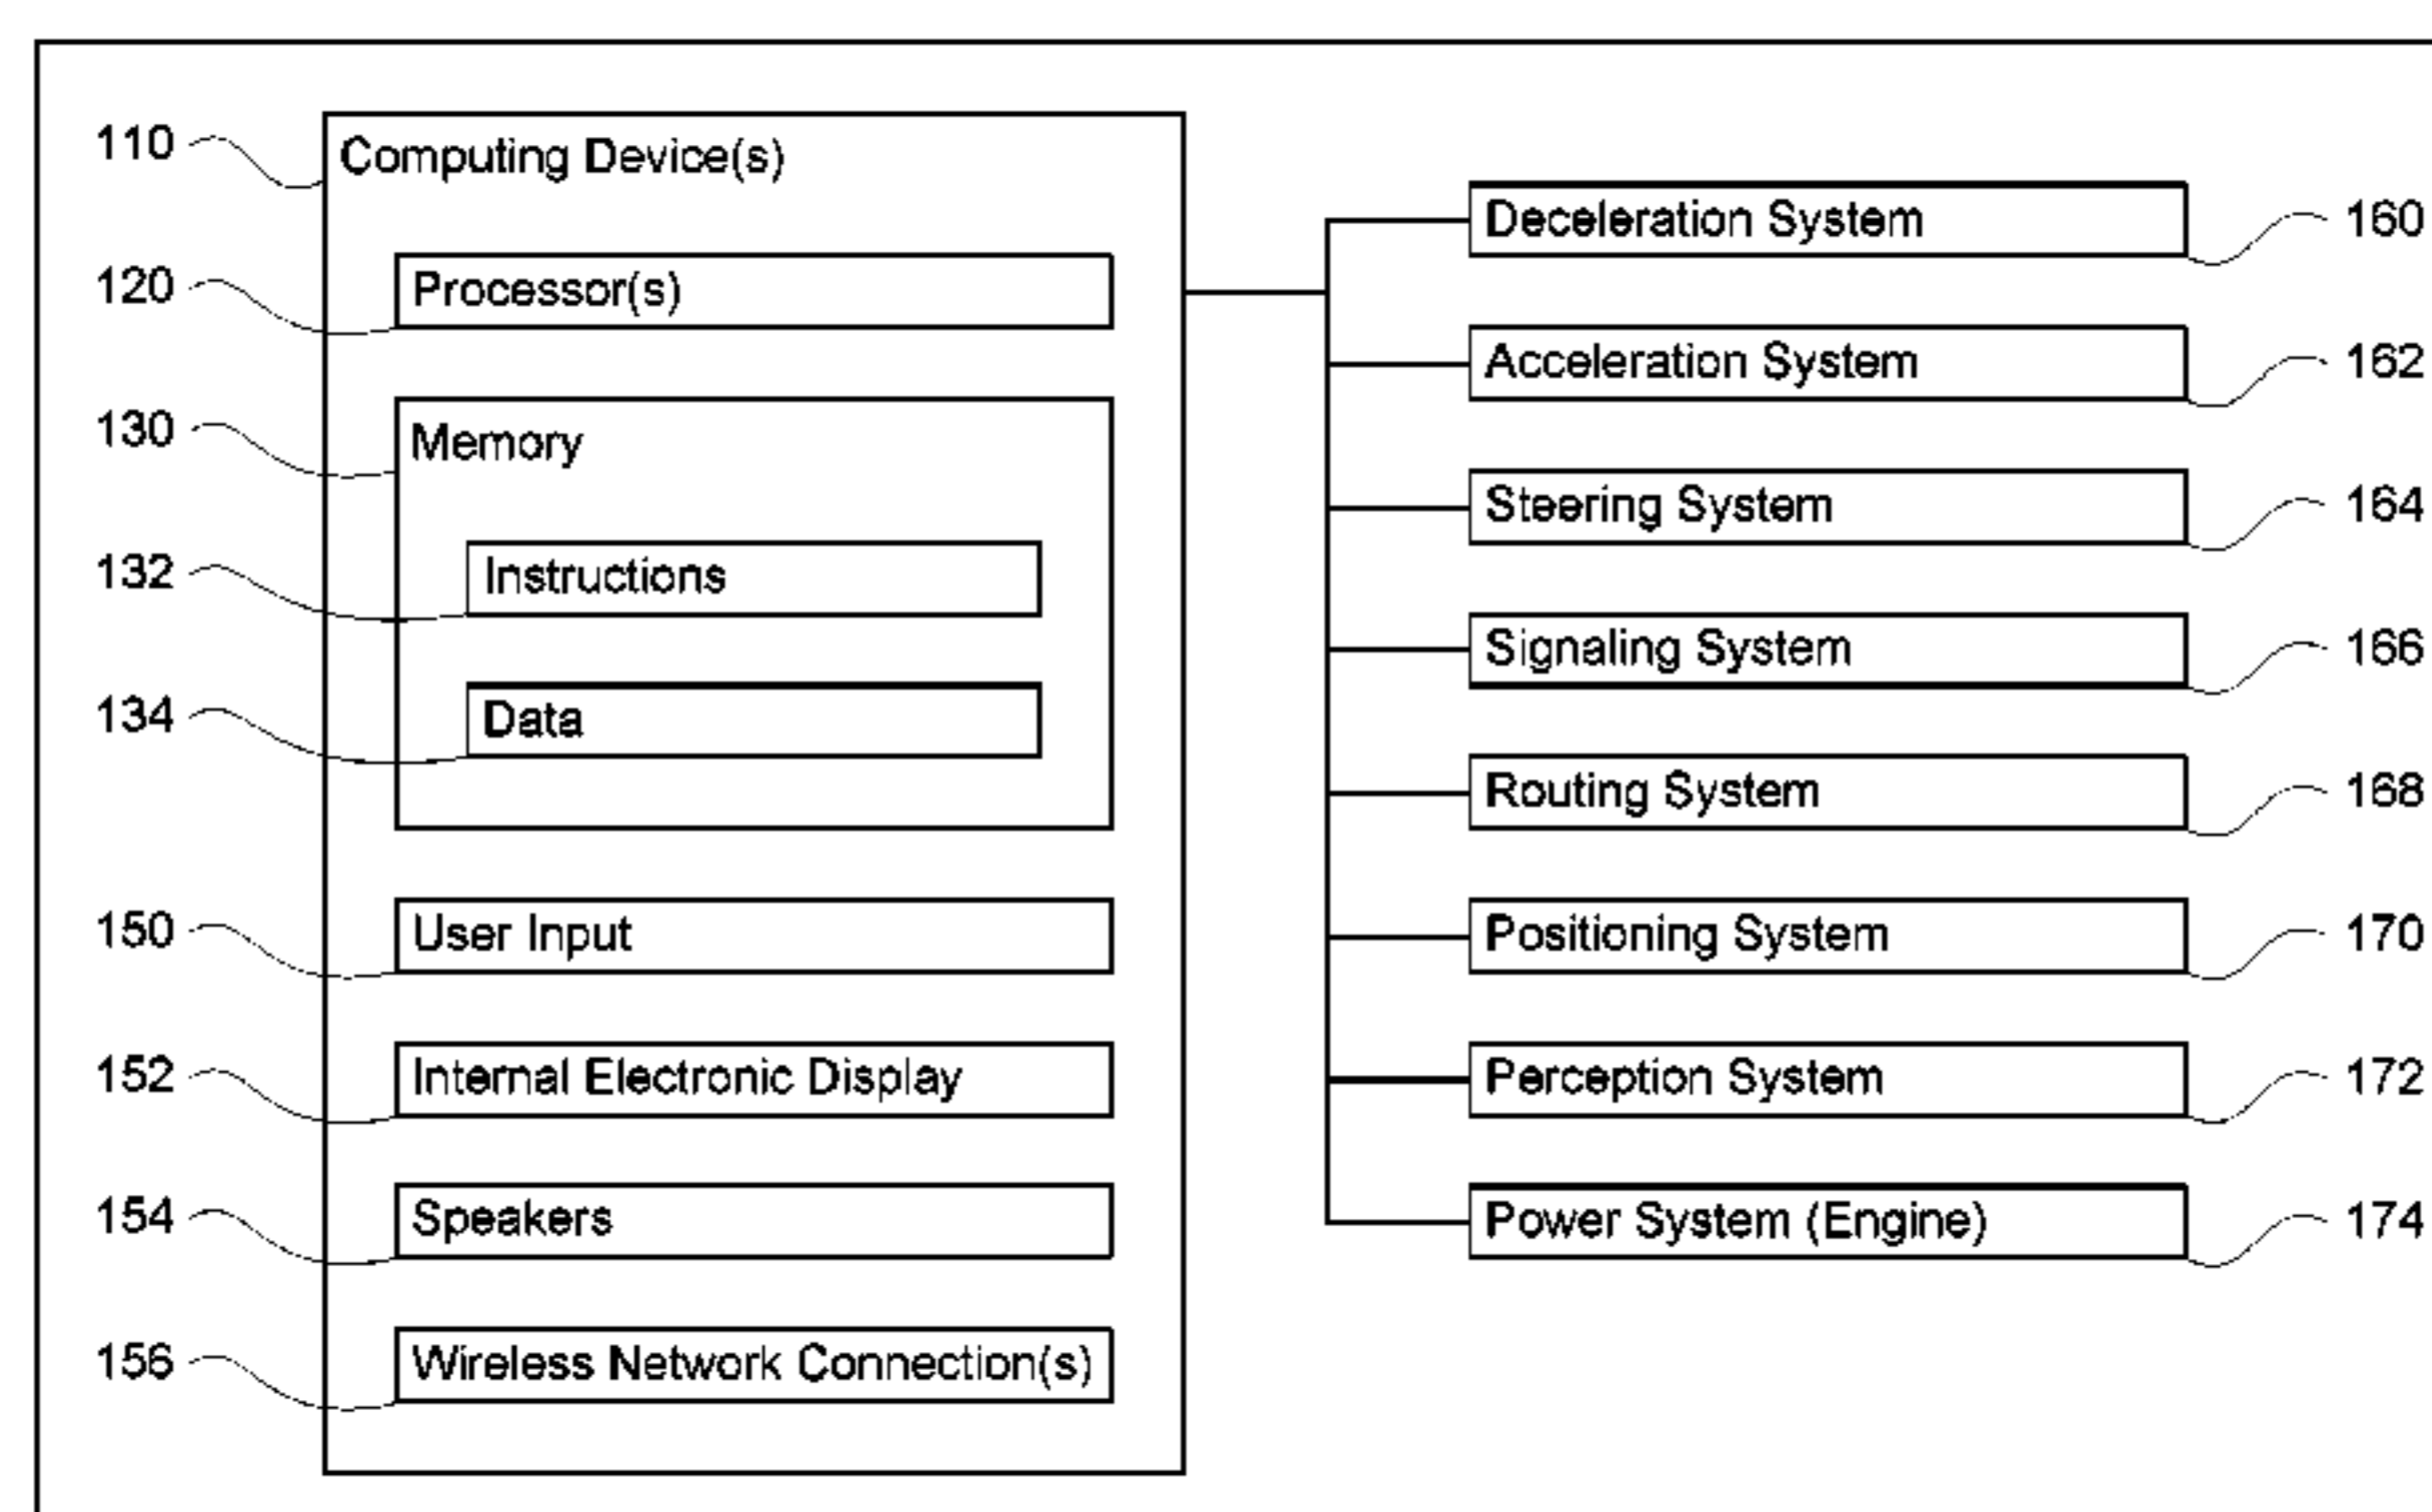 110
Computing Device(s)
120
Processor(s)
130
Memory
132
Instructions
134
Data
150
User Input
152
Internal Electronic Display
154
Speakers
156
Wireless Network Connection(s)
Deceleration System
160
Acceleration System
162
Steering System
164
Signaling System
166
Routing System
168
Positioning System
170
Perception System
172
Power System (Engine)
174